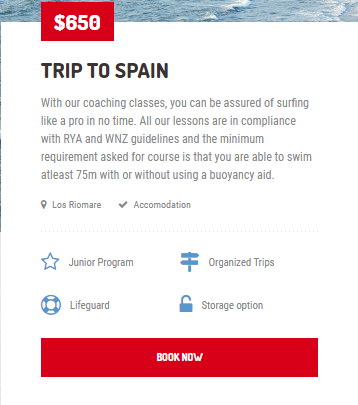 $650
TRIP TO SPAIN
With our coaching classes, you can be assured of surfing
like a pro in no time. All our lessons are in compliance
with RYA and WNZ guidelines and the minimum
requirement asked for course is that you are able to swim
atleast 75m with or without using a buoyancy aid.
Los Riomare Accomodation
Junior Program Organized Trips
Lifeguard Storage option
BOOK NOW